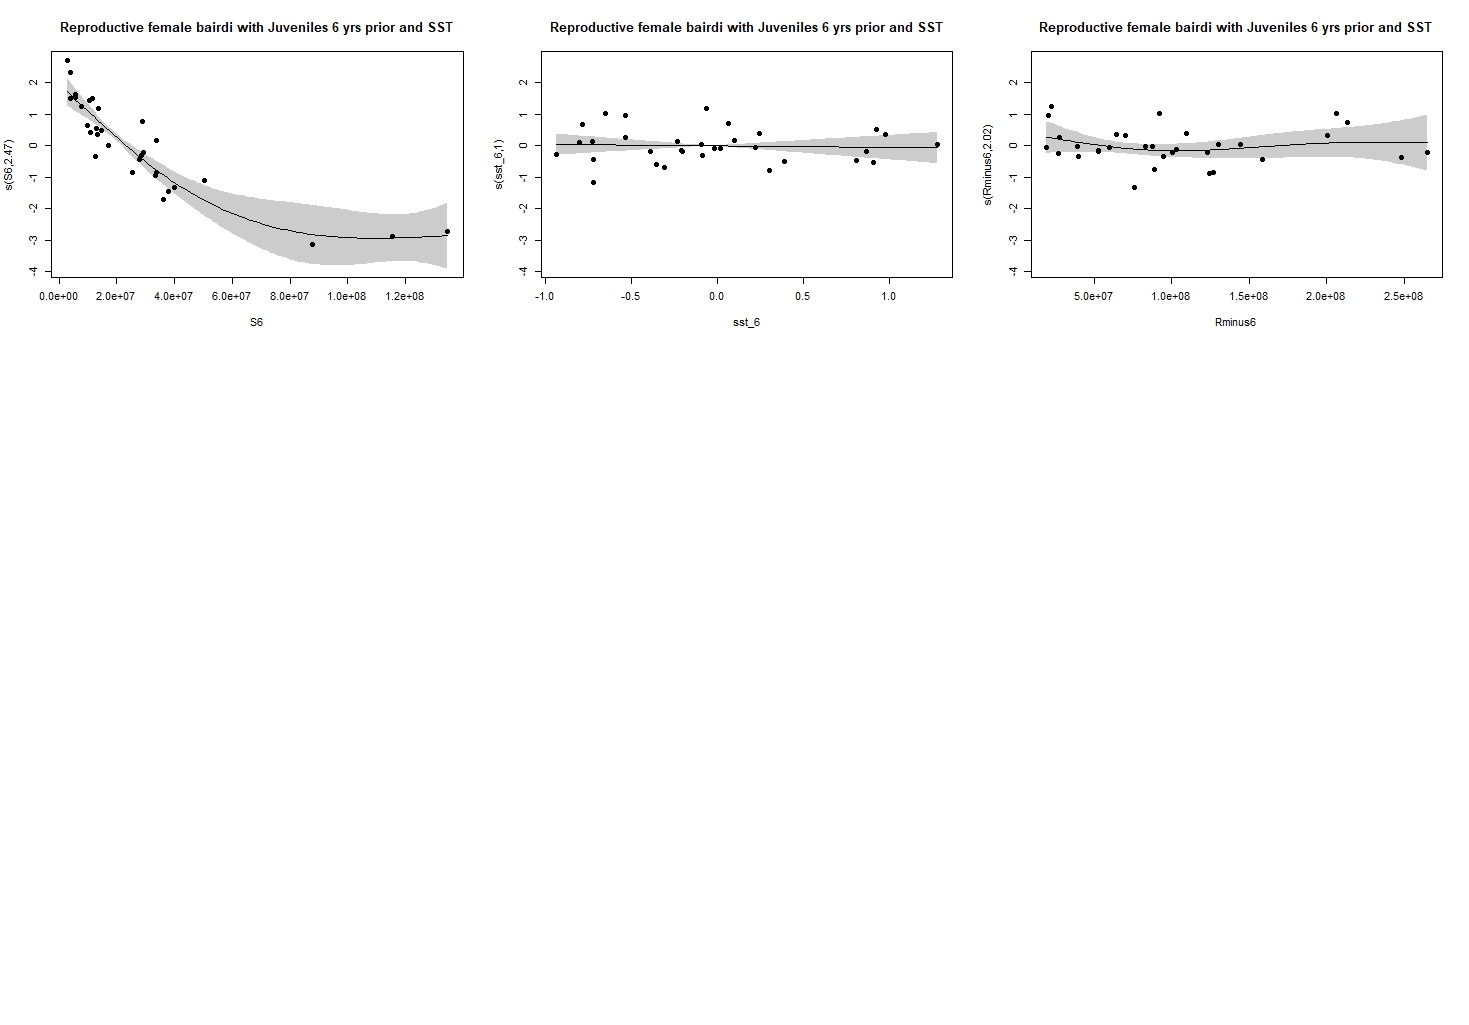 Reproductive female bairdi with Juveniles 6 yrs prior and SST
s(S6,2.47)
2
1
0
-1
-2
-3
-4
0.0e+00 2.0e+07 4.0e+07 6.0e+07 8.0e+07 1.0e+08 1.2e+08
S6
Reproductive female bairdi with Juveniles 6 yrs prior and SST
s(sst_6,1)
2
1
0
-1
-2
-3
-4
-1.0 -0.5 0.0 0.5 1.0
sst_6
Reproductive female bairdi with Juveniles 6 yrs prior and SST
s(Rminus6,2.02)
2
1
0
-1
-2
-3
-4
5.0e+07 1.0e+08 1.5e+08 2.0e+08 2.5e+08
Rminus6